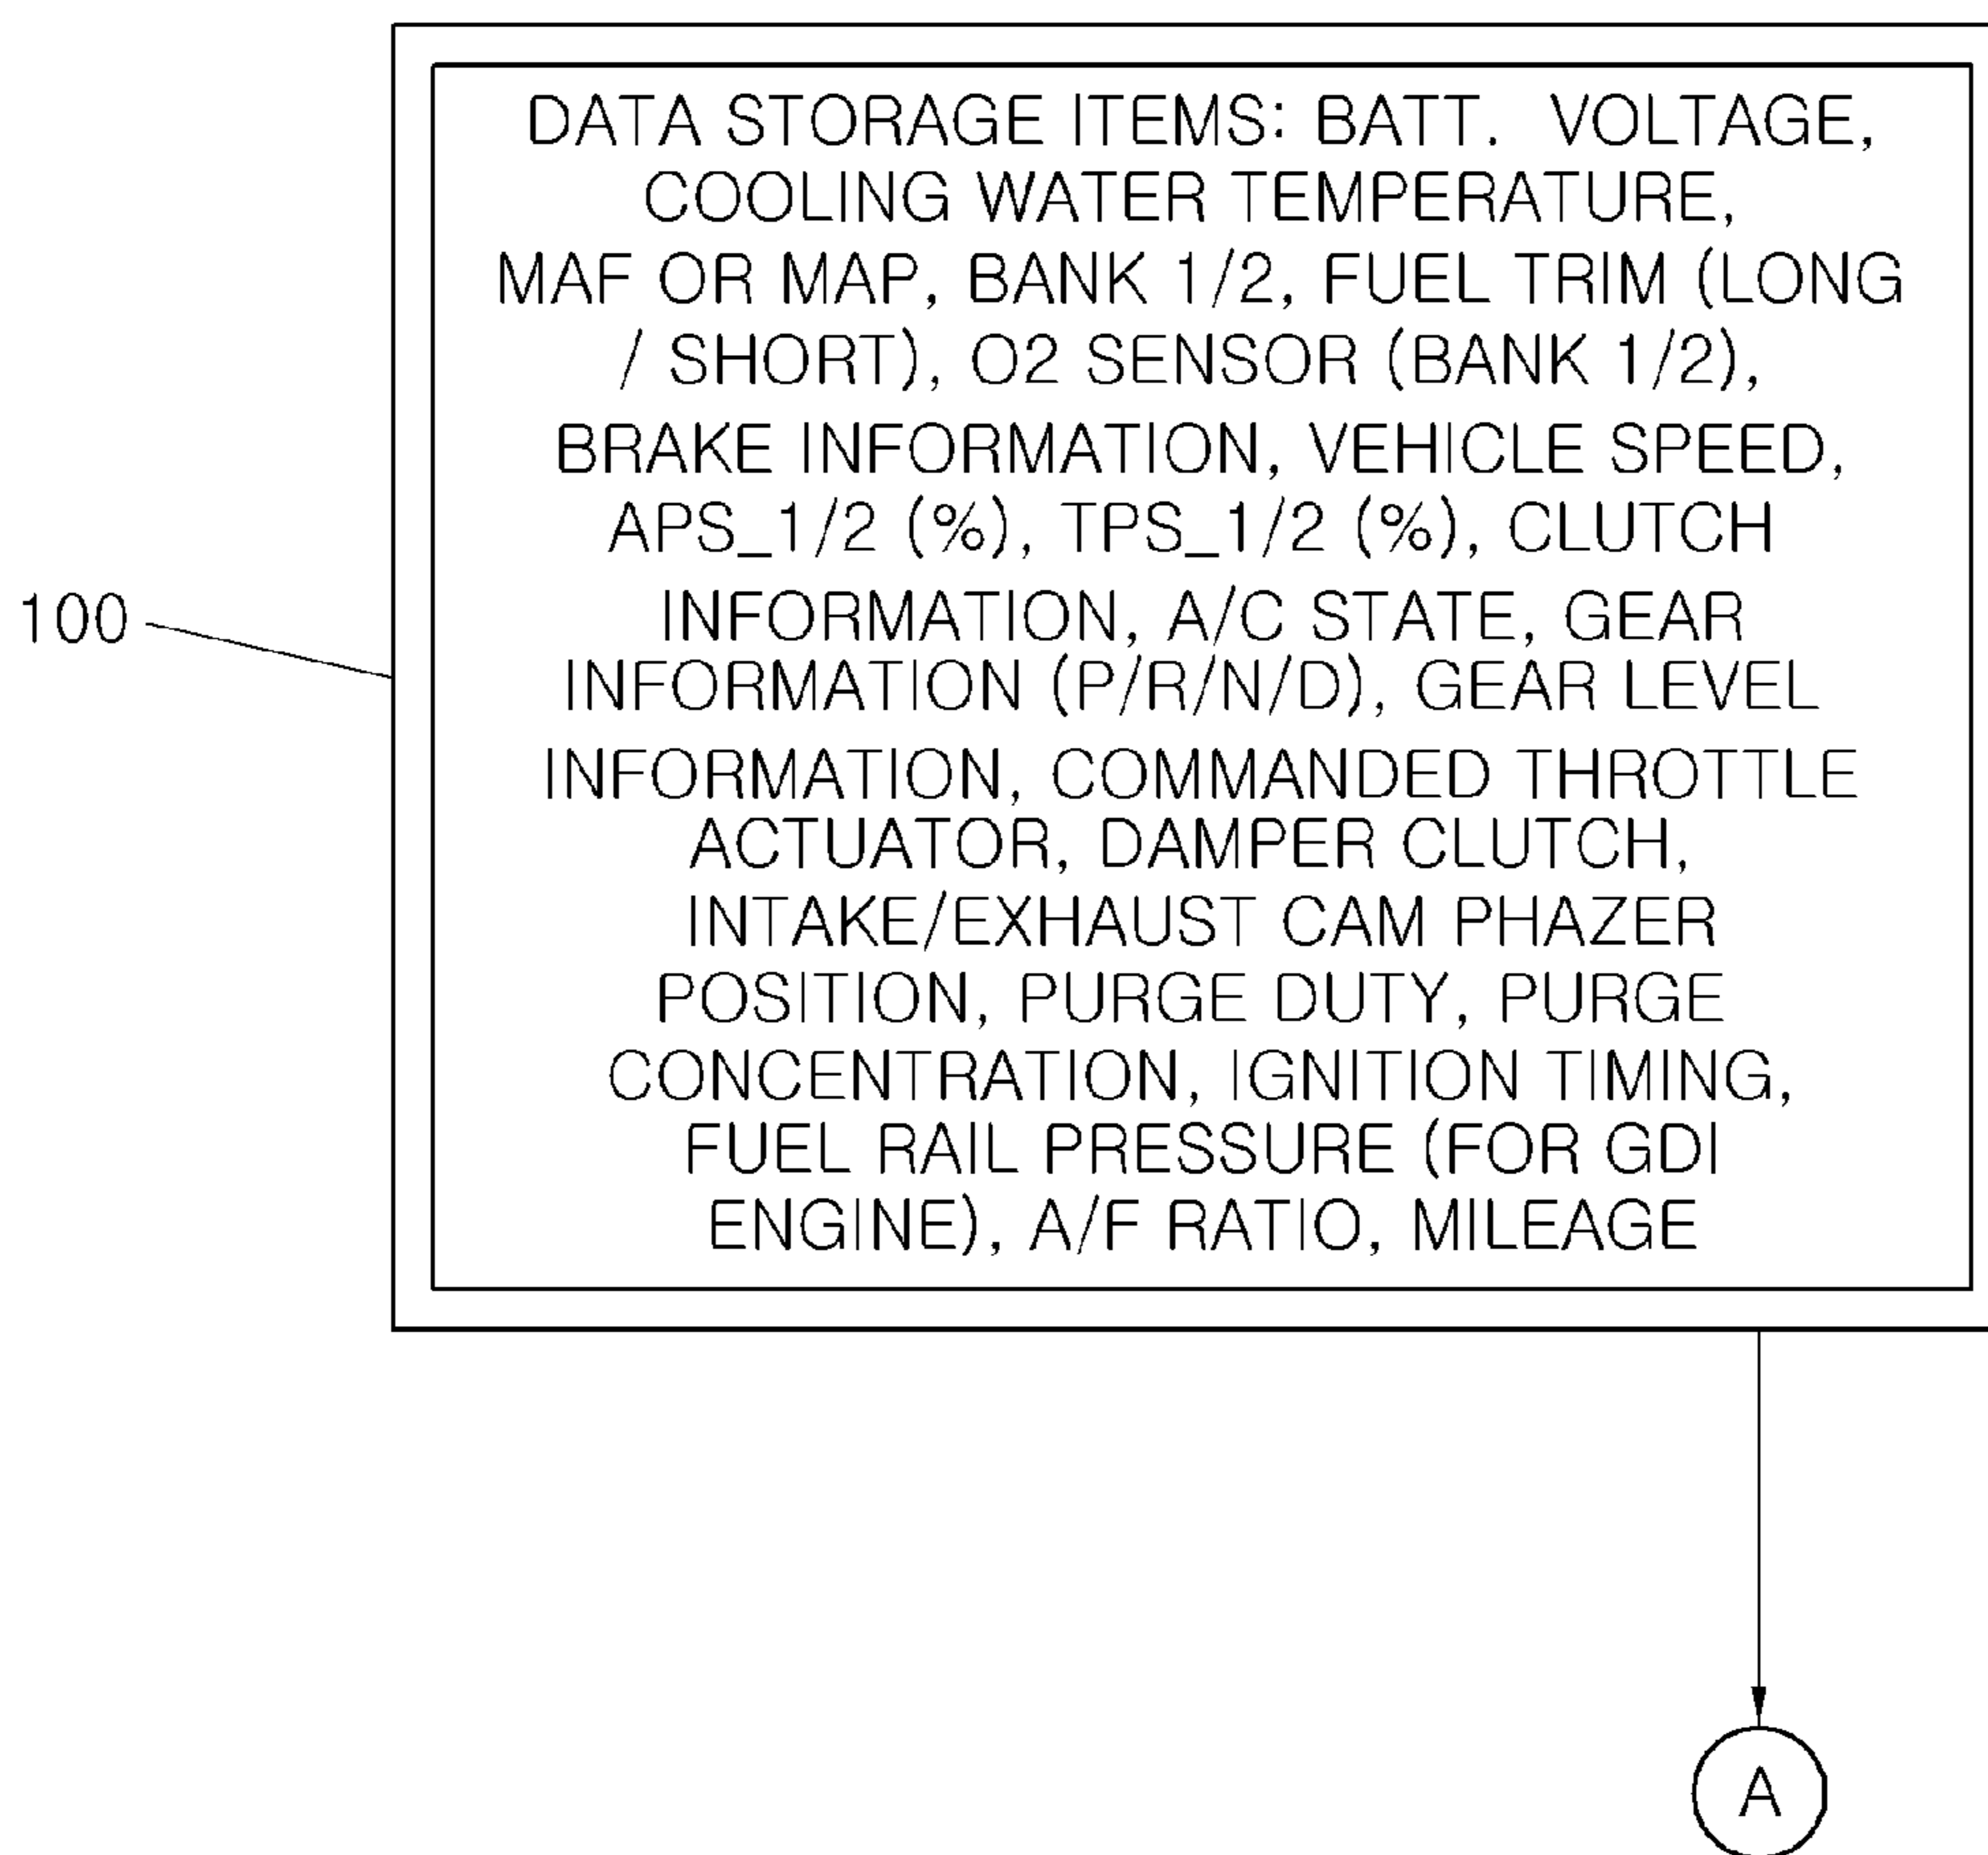 DATA STORAGE ITEMS: BATT. VOLTAGE,
COOLING WATER TEMPERATURE,
MAF OR MAP, BANK 1/2, FUEL TRIM (LONG
/ SHORT), O2 SENSOR (BANK 1/2),
BRAKE INFORMATION, VEHICLE SPEED,
APS_1/2 (%), TPS_1/2 (%), CLUTCH
INFORMATION, A/C STATE, GEAR
INFORMATION (P/R/N/D), GEAR LEVEL
INFORMATION, COMMANDED THROTTLE
ACTUATOR, DAMPER CLUTCH,
INTAKE/EXHAUST CAM PHAZER
POSITION, PURGE DUTY, PURGE
CONCENTRATION, IGNITION TIMING,
FUEL RAIL PRESSURE (FOR GDI
ENGINE), A/F RATIO, MILEAGE
100
A